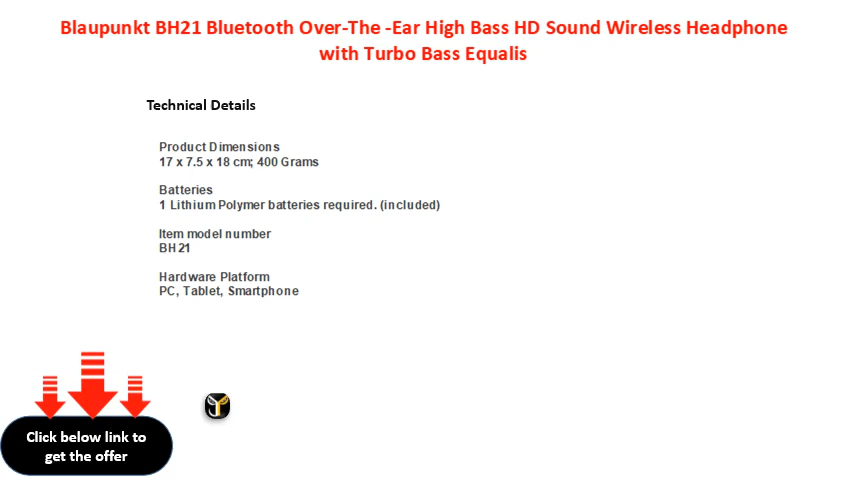 Blaupunkt BH21 Bluetooth Over-The -Ear High Bass HD Sound Wireless Headphone
with Turbo Bass Equalis
Technical Details
Product Dimensions
17 x 7.5 x 18 cm; 400 Grams
Batteries
1 Lithium Polymer batteries required. (included)
Item model number
BH21
Hardware Platform
PC, Tablet, Smartphone
Click below link to
get the offer